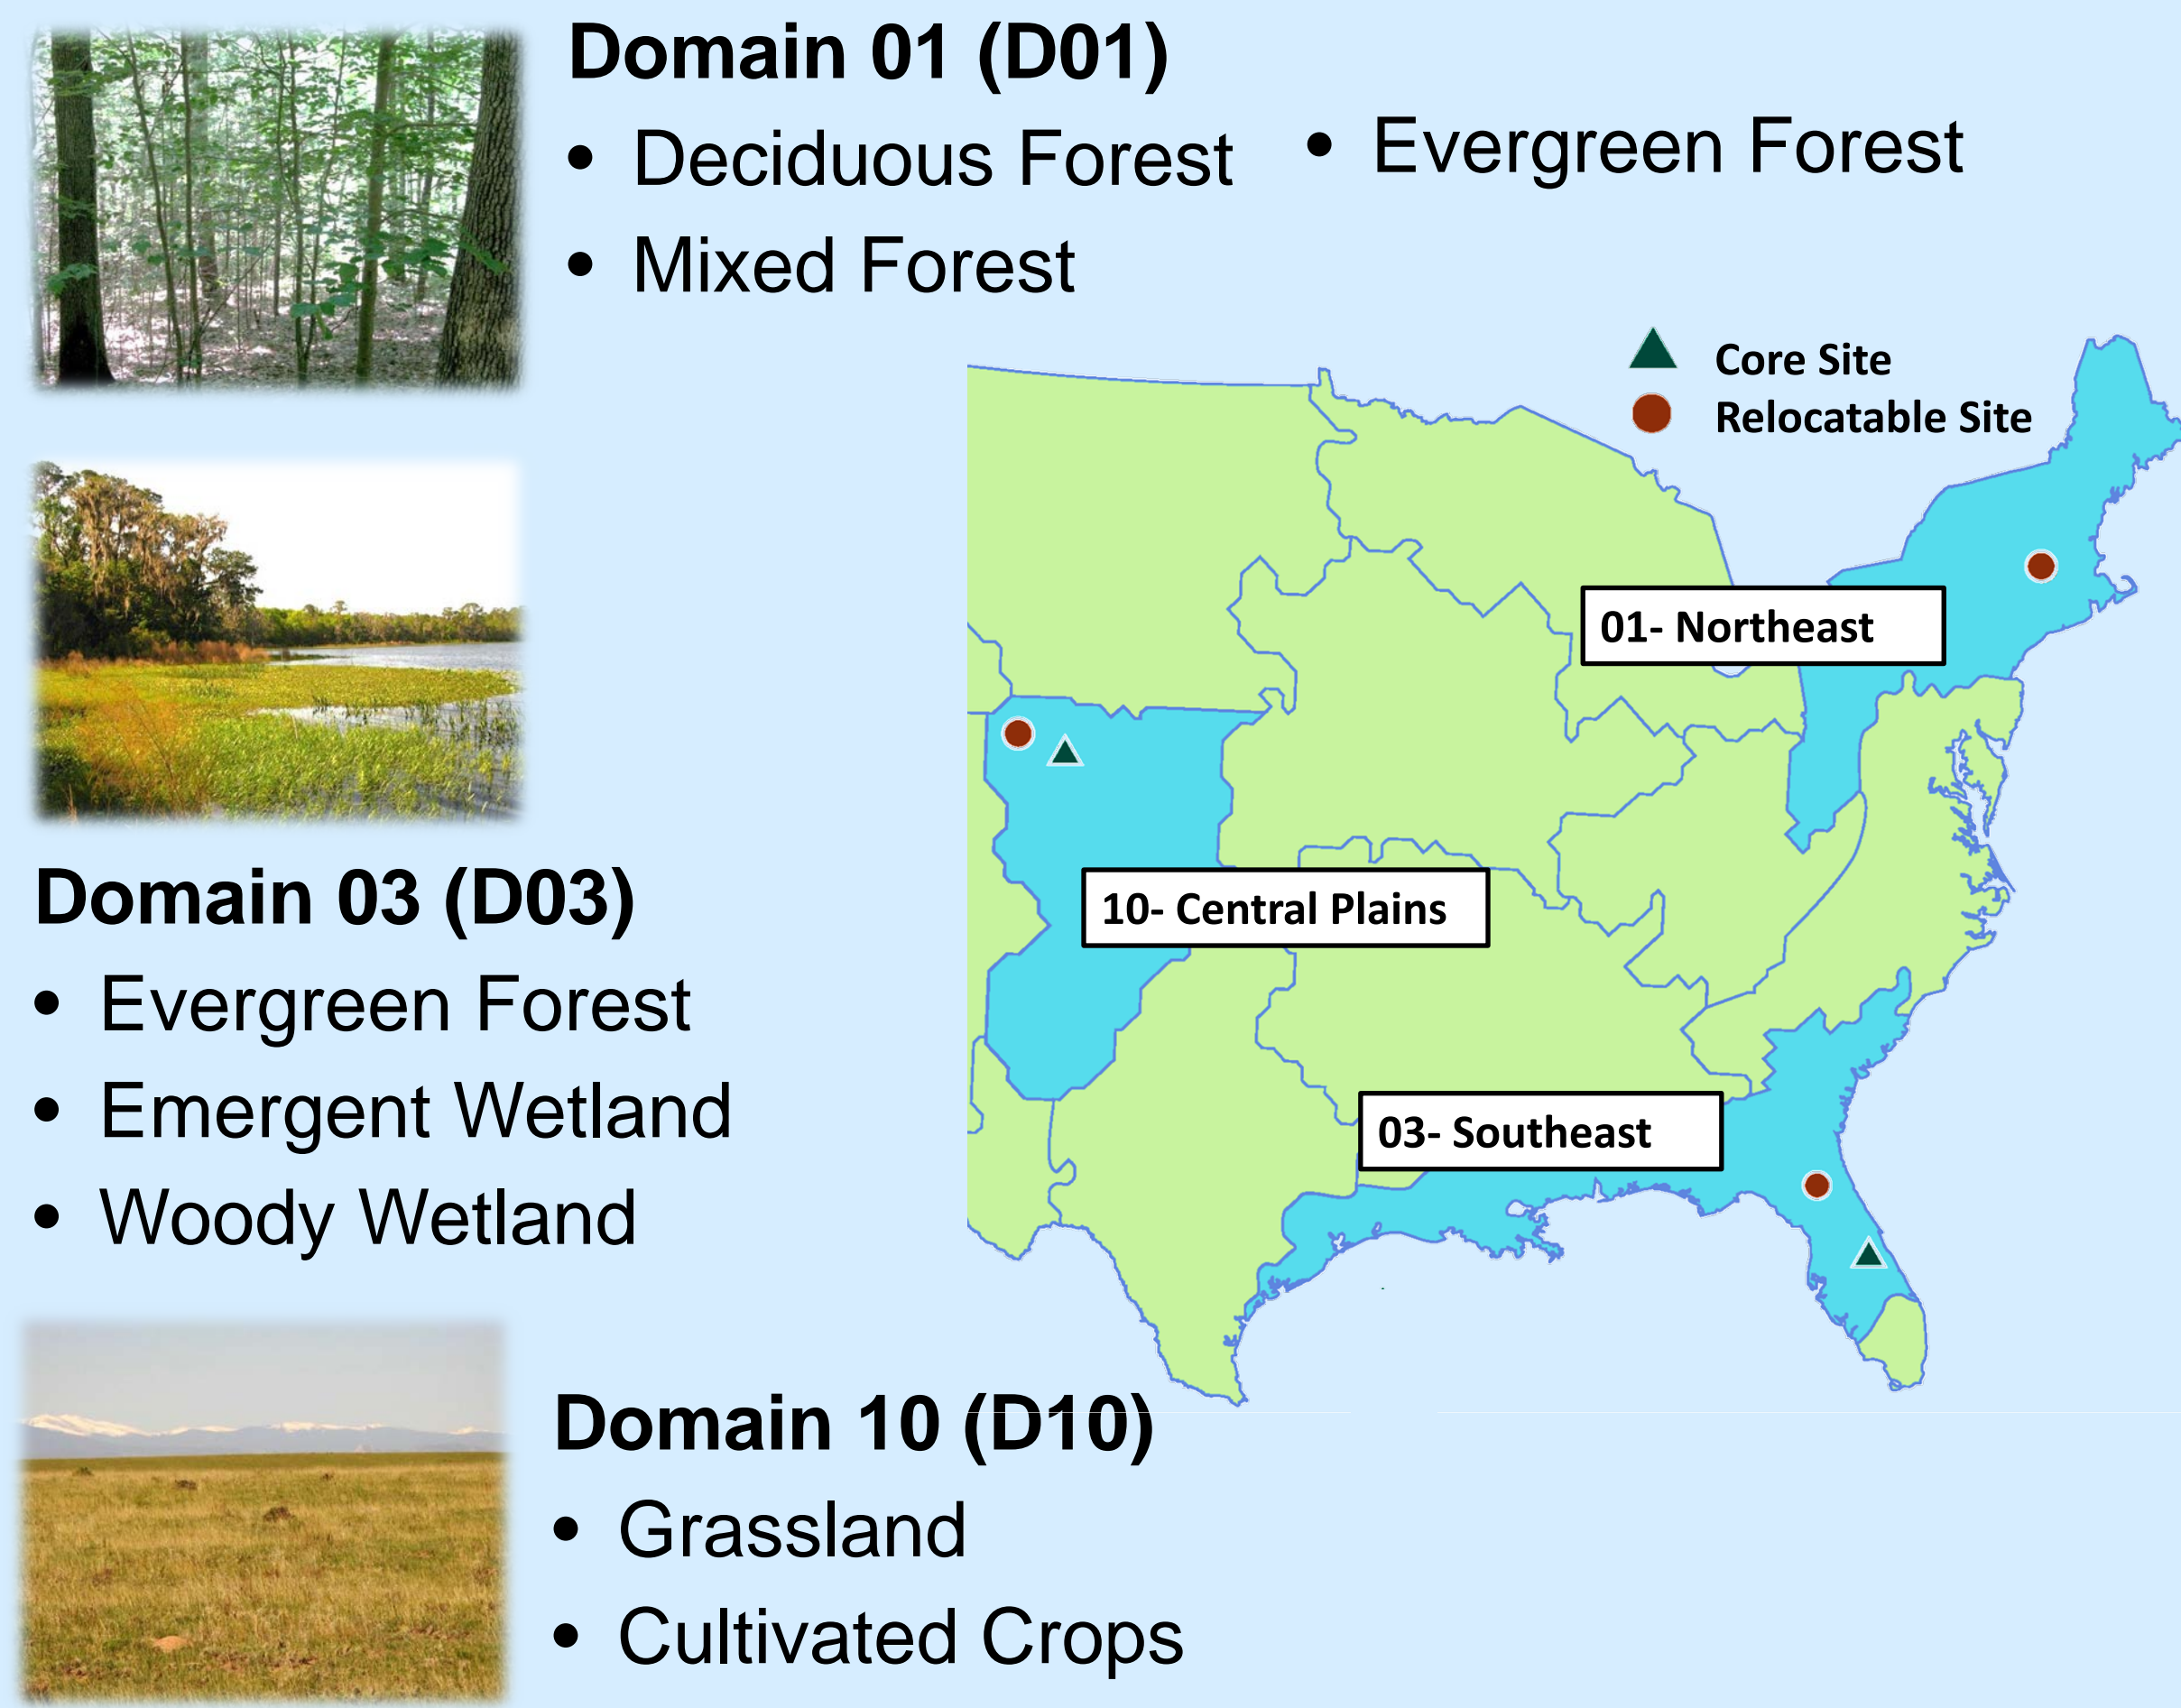 Domain 01 (D01)
• Deciduous Forest
• Mixed Forest
• Evergreen Forest
Core Site
Relocatable Site
01- Northeast
10- Central Plains
03- Southeast
Domain 03 (D03)
• Evergreen Forest
• Emergent Wetland
• Woody Wetland
Domain 10 (D10)
• Grassland
• Cultivated Crops